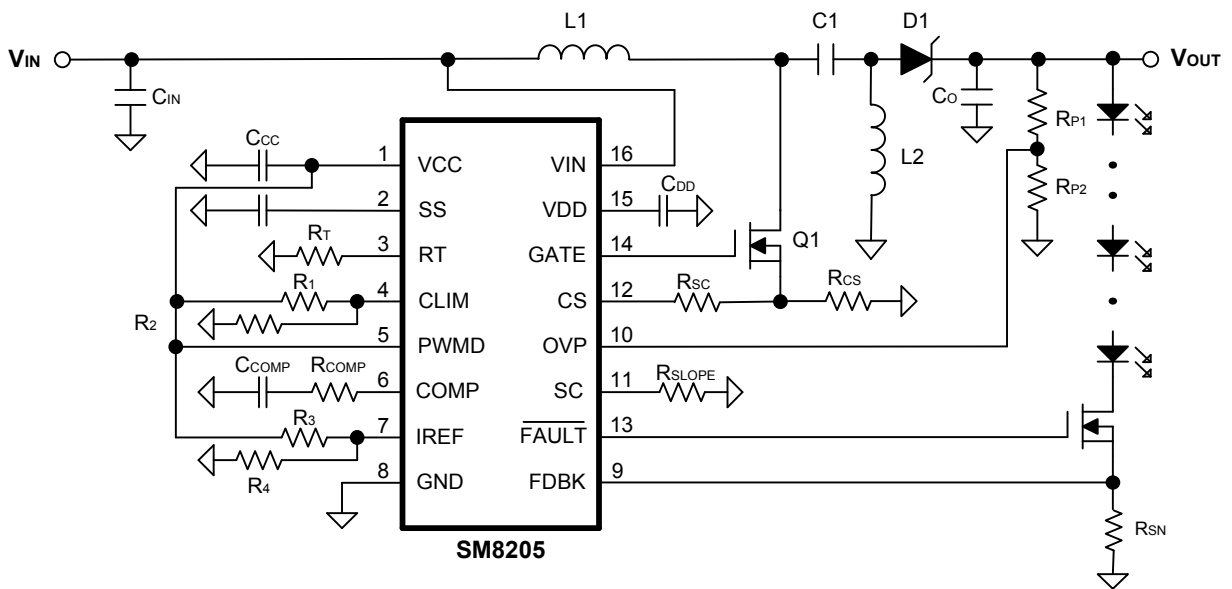 L1
C1
D1
VIN
VOUT
CIN
CO
RP1
L2
RP2
CCC
1
VCC
VIN
16
2
SS
VDD
15
CDD
RT
3
RT
GATE
14
Q1
R1
4
CLIM
CS
12
RSC
RCS
R2
5
PWMD
OVP
10
CCOMP
RCOMP
6
COMP
SC
11
RSLOPE
R3
7
IREF
FAULT
13
R4
8
GND
FDBK
9
RSN
SM8205